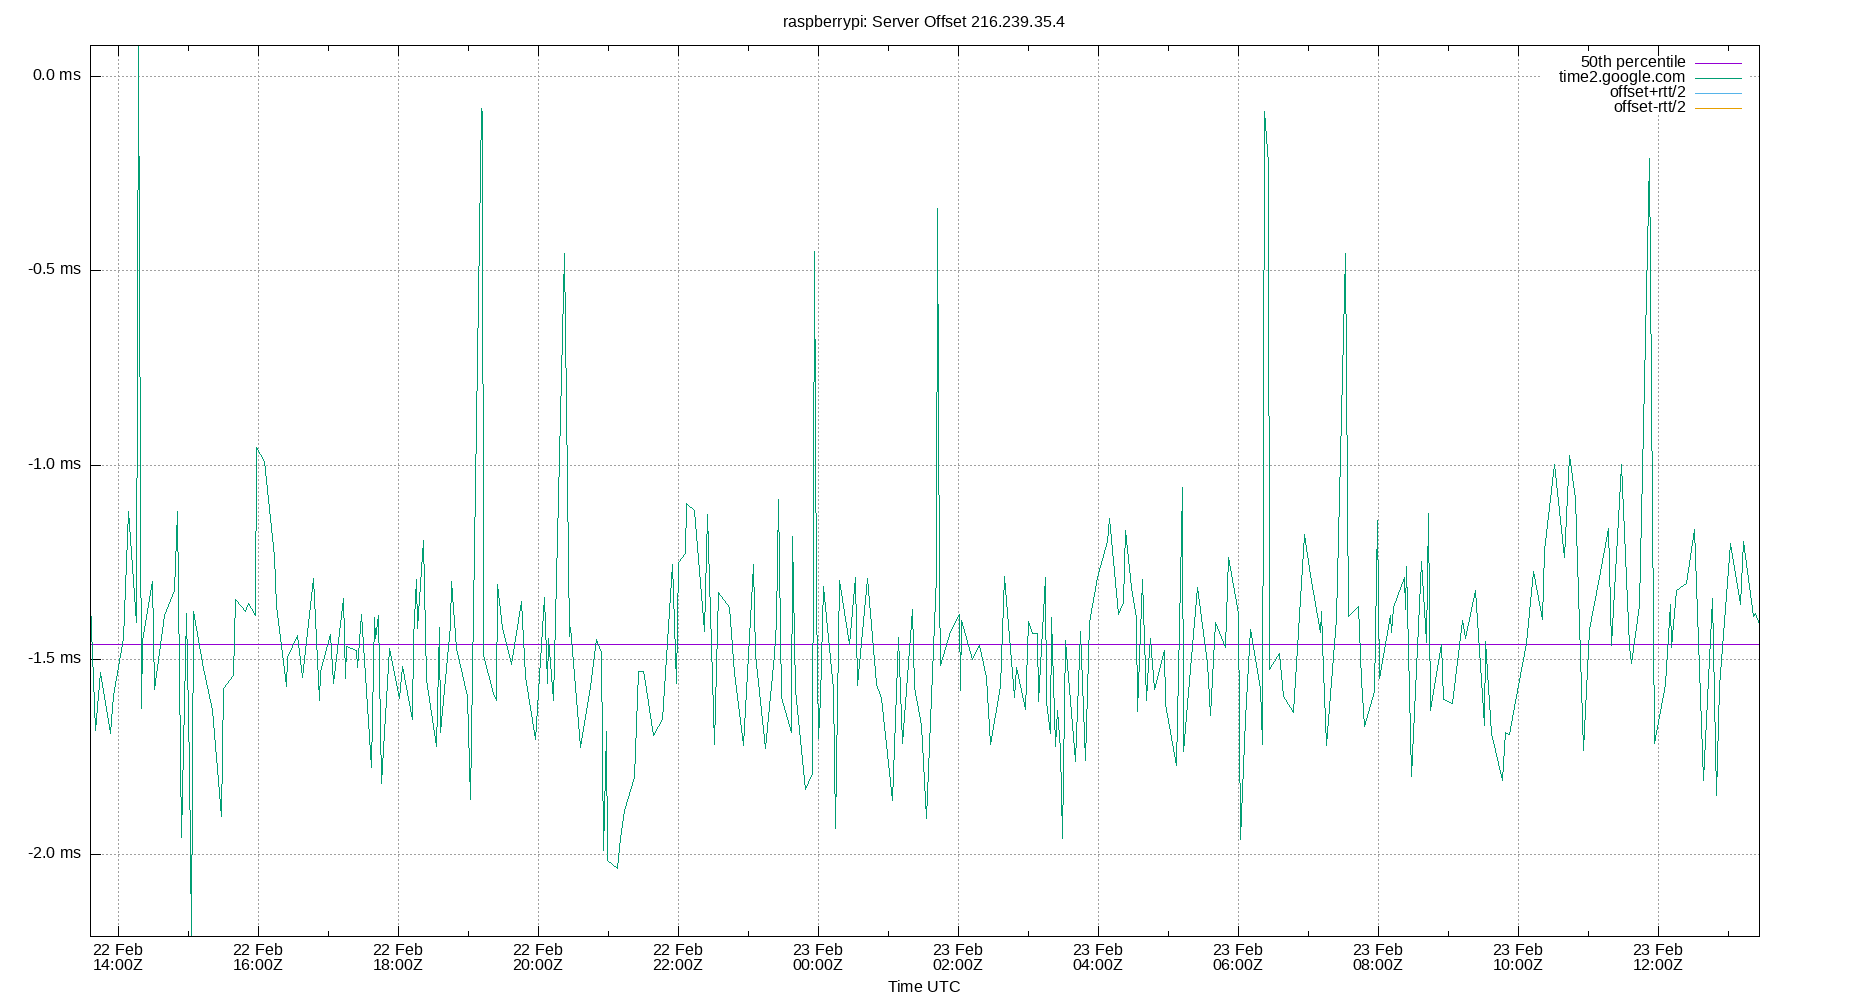 raspberrypi: Server Offset 216.239.35.4
50th percentile
time2.google.com
offset+rtt/2
offset-rtt/2
0.0 ms
-0.5 ms
-1.0 ms
-1.5 ms
-2.0 ms
22 Feb 22 Feb 22 Feb 22 Feb 22 Feb 23 Feb 23 Feb 23 Feb 23 Feb 23 Feb 23 Feb 23 Feb
14:00Z 16:00Z 18:00Z 20:00Z 22:00Z 00:00Z 02:00Z 04:00Z 06:00Z 08:00Z 10:00Z 12:00Z
Time UTC